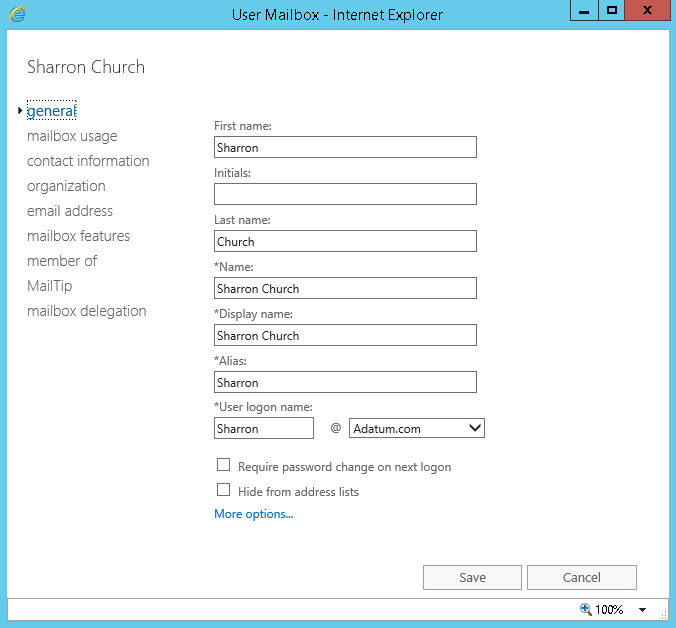 User Mailbox - Internet Explorer
Sharron Church
general
mailbox usage
contact information
organization
email address
mailbox features
member of
MailTip
mailbox delegation
First name:
Sharron
Initials:
Last name:
Church
*Name:
Sharron Church
*Display name:
Sharron Church
*Alias:
Sharron
*User logon name:
Sharron @ Adatum.com
Require password change on next logon
Hide from address lists
More options...
Save Cancel
100%